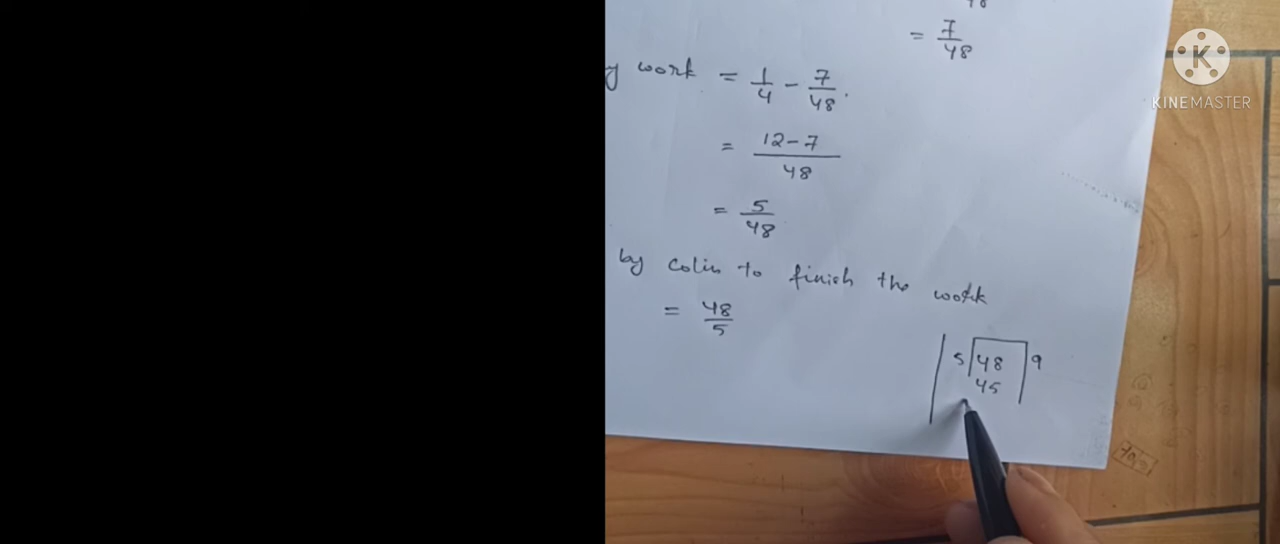 = 7/48
y work = 1/4 - 7/48.
= 12-7/48
= 5/48
by colin to finish the work
= 48/5
5 48 9
45
KINEMASTER